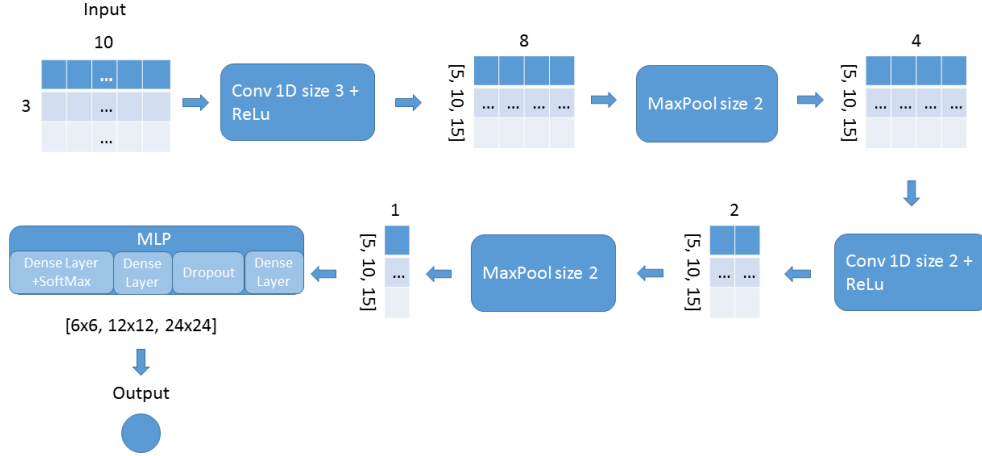 Input
10
3
...
...
...
Conv 1D size 3 +
ReLu
8
[5, 10, 15]
... ... ... ...
MaxPool size 2
4
[5, 10, 15]
... ... ... ...
Conv 1D size 2 +
ReLu
2
[5, 10, 15]
... ...
MaxPool size 2
1
[5, 10, 15]
...
MLP
Dense Layer
+SoftMax
Dense
Layer
Dropout
Dense
Layer
[6x6, 12x12, 24x24]
Output